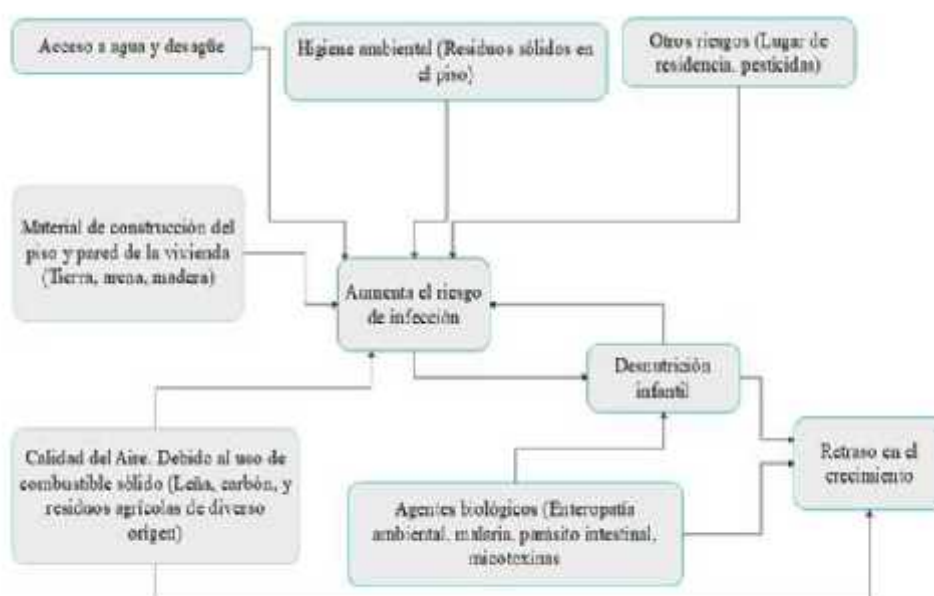 Acceso a agua y desagüe
Higiene ambiental (Residuos sólidos en
el piso)
Otros riesgos (Lugar de
residencia, pesticidas)
Material de construcción del
piso y pared de la vivienda
(Tierra, arena, madera)
Aumenta el riesgo
de infección
Desnutrición
infantil
Calidad del Aire. Debido al uso de
combustible sólido (Leña, carbón, y
residuos agrícolas de diverso
origen)
Agentes biológicos (Enteropatía
ambiental, malaria, parásito intestinal,
micotoxinas
Retraso en el
crecimiento